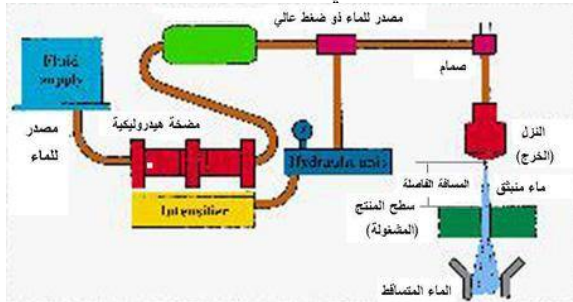 مصدر للماء ذو ضغط عالي
Fluid
supply
صمام
مصدر
للماء
مضخة هيدروليكية
النزل
(الخرج)
Hydraulic unit
المسافة الفاصلة
ماء منبثق
Intensifier
سطح المنتج
(المشغولة)
الماء المتساقط